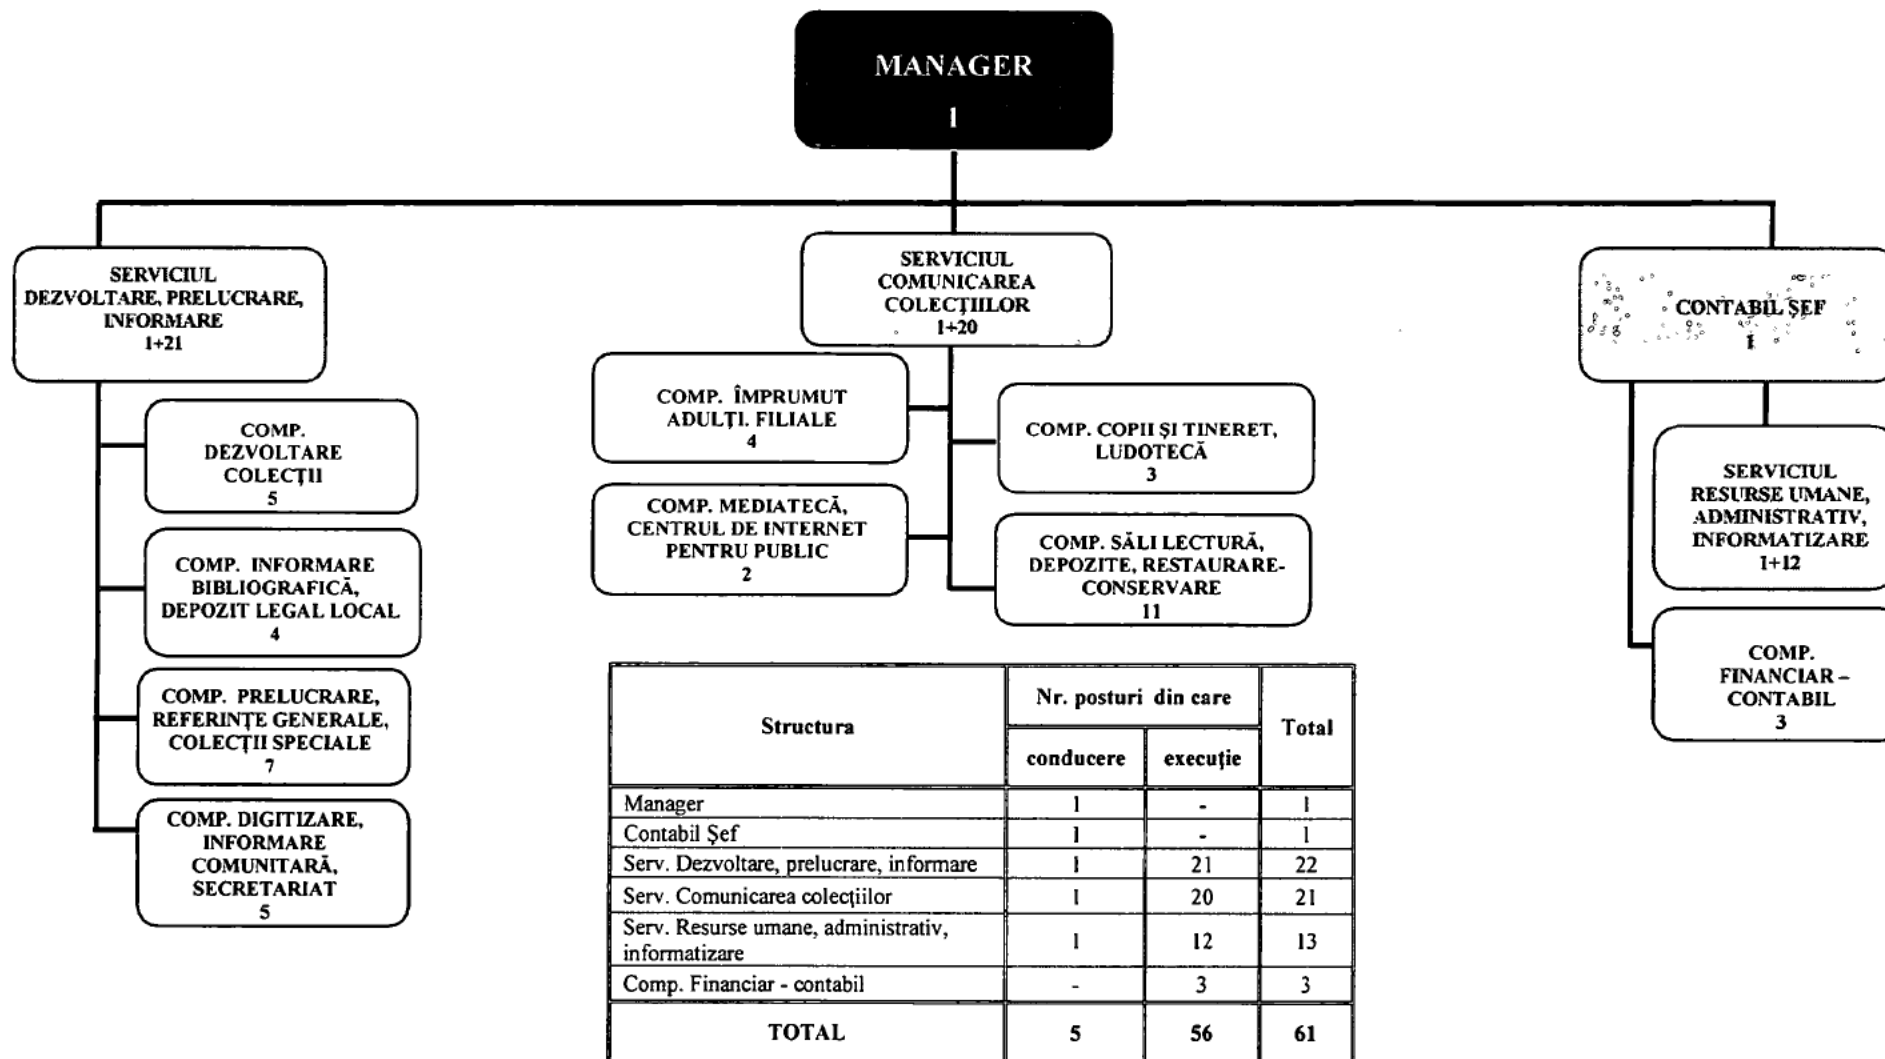 MANAGER
1
SERVICIUL
DEZVOLTARE, PRELUCRARE,
INFORMARE
1+21
COMP.
DEZVOLTARE
COLECȚII
5
COMP. INFORMARE
BIBLIOGRAFICĂ,
DEPOZIT LEGAL LOCAL
4
COMP. PRELUCRARE,
REFERINȚE GENERALE,
COLECȚII SPECIALE
7
COMP. DIGITIZARE,
INFORMARE
COMUNITARĂ,
SECRETARIAT
5
SERVICIUL
COMUNICAREA
COLECȚIILOR
1+20
COMP. ÎMPRUMUT
ADULȚI. FILIALE
4
COMP. COPII ȘI TINERET,
LUDOTECĂ
3
COMP. MEDIATECĂ,
CENTRUL DE INTERNET
PENTRU PUBLIC
2
COMP. SĂLI LECTURĂ,
DEPOZITE, RESTAURARE-
CONSERVARE
11
CONTABIL ȘEF
1
SERVICIUL
RESURSE UMANE,
ADMINISTRATIV,
INFORMATIZARE
1+12
COMP.
FINANCIAR –
CONTABIL
3
Structura Nr. posturi din care Total
conducere execuție
Manager 1 - 1
Contabil Șef 1 - 1
Serv. Dezvoltare, prelucrare, informare 1 21 22
Serv. Comunicarea colecțiilor 1 20 21
Serv. Resurse umane, administrativ,
informatizare 1 12 13
Comp. Financiar - contabil - 3 3
TOTAL 5 56 61